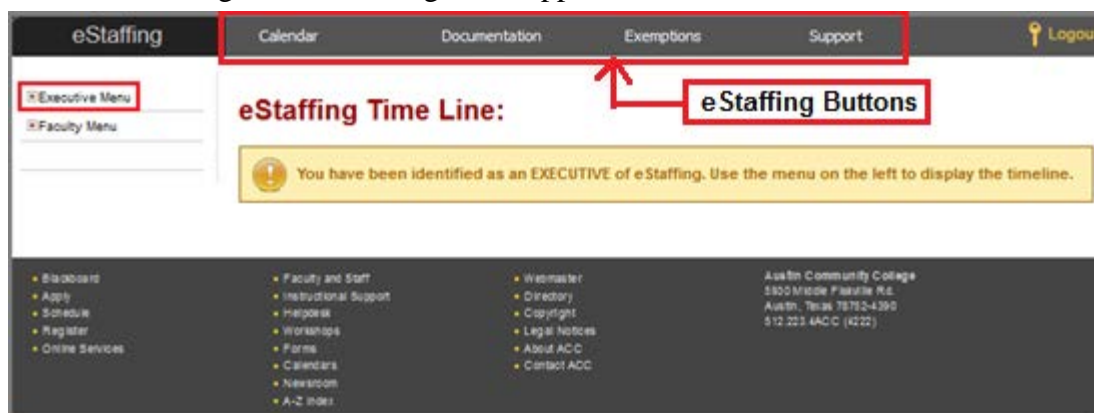 eStaffing
Calendar Documentation Exemptions Support Logou
Executive Menu
Faculty Menu
eStaffing Time Line:
eStaffing Buttons
You have been identified as an EXECUTIVE of eStaffing. Use the menu on the left to display the timeline.
Blackboard
Apply
Schedule
Register
Online Services
Faculty and Staff
Instructional Support
Helpdesk
Workshops
Forms
Calendars
Newsroom
A-Z Index
Webmaster
Directory
Copyright
Legal Notices
About ACC
Contact ACC
Austin Community College
5930 Middle Fiskville Rd.
Austin, Texas 78752-4390
512.223.4ACC (4222)